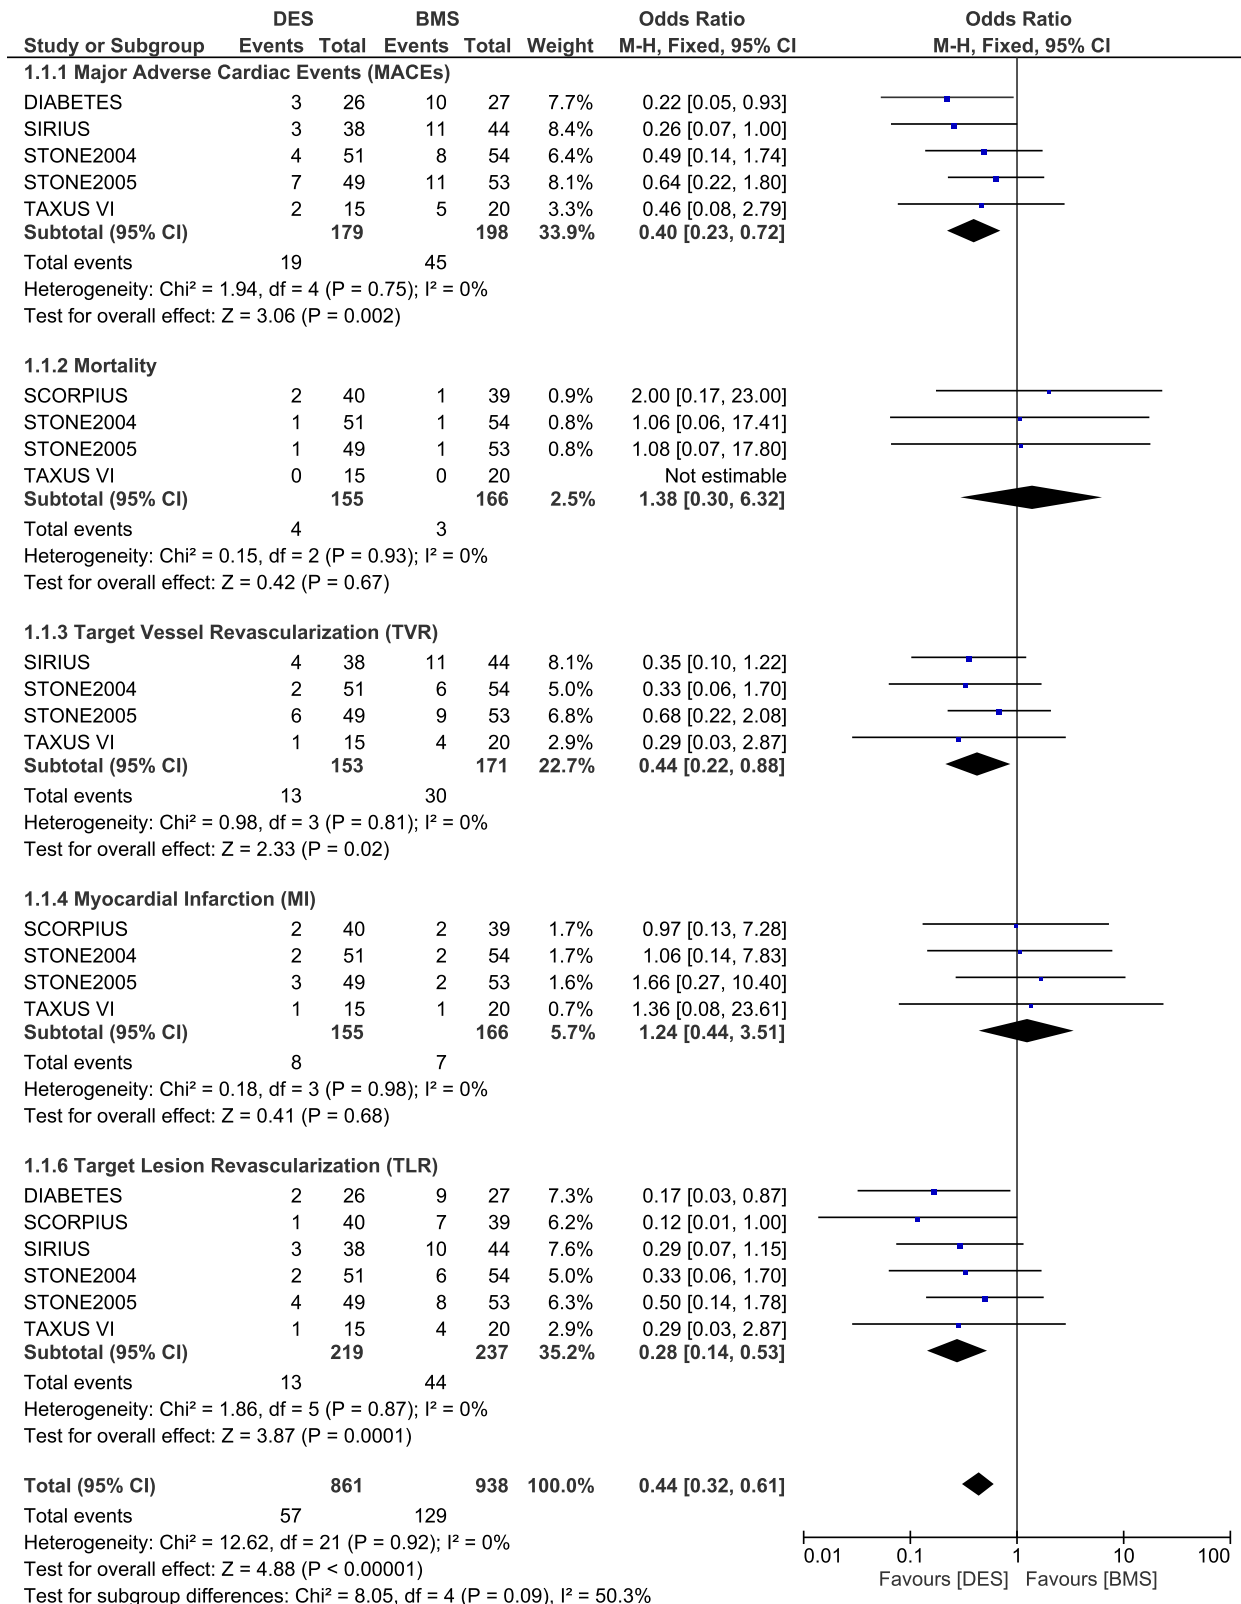 DES BMS Odds Ratio Odds Ratio
Study or Subgroup Events Total Events Total Weight M-H, Fixed, 95% CI M-H, Fixed, 95% CI
1.1.1 Major Adverse Cardiac Events (MACEs)
DIABETES 3 26 10 27 7.7% 0.22 [0.05, 0.93]
SIRIUS 3 38 11 44 8.4% 0.26 [0.07, 1.00]
STONE2004 4 51 8 54 6.4% 0.49 [0.14, 1.74]
STONE2005 7 49 11 53 8.1% 0.64 [0.22, 1.80]
TAXUS VI 2 15 5 20 3.3% 0.46 [0.08, 2.79]
Subtotal (95% CI) 179 198 33.9% 0.40 [0.23, 0.72]
Total events 19 45
Heterogeneity: Chi² = 1.94, df = 4 (P = 0.75); I² = 0%
Test for overall effect: Z = 3.06 (P = 0.002)
1.1.2 Mortality
SCORPIUS 2 40 1 39 0.9% 2.00 [0.17, 23.00]
STONE2004 1 51 1 54 0.8% 1.06 [0.06, 17.41]
STONE2005 1 49 1 53 0.8% 1.08 [0.07, 17.80]
TAXUS VI 0 15 0 20 Not estimable
Subtotal (95% CI) 155 166 2.5% 1.38 [0.30, 6.32]
Total events 4 3
Heterogeneity: Chi² = 0.15, df = 2 (P = 0.93); I² = 0%
Test for overall effect: Z = 0.42 (P = 0.67)
1.1.3 Target Vessel Revascularization (TVR)
SIRIUS 4 38 11 44 8.1% 0.35 [0.10, 1.22]
STONE2004 2 51 6 54 5.0% 0.33 [0.06, 1.70]
STONE2005 6 49 9 53 6.8% 0.68 [0.22, 2.08]
TAXUS VI 1 15 4 20 2.9% 0.29 [0.03, 2.87]
Subtotal (95% CI) 153 171 22.7% 0.44 [0.22, 0.88]
Total events 13 30
Heterogeneity: Chi² = 0.98, df = 3 (P = 0.81); I² = 0%
Test for overall effect: Z = 2.33 (P = 0.02)
1.1.4 Myocardial Infarction (MI)
SCORPIUS 2 40 2 39 1.7% 0.97 [0.13, 7.28]
STONE2004 2 51 2 54 1.7% 1.06 [0.14, 7.83]
STONE2005 3 49 2 53 1.6% 1.66 [0.27, 10.40]
TAXUS VI 1 15 1 20 0.7% 1.36 [0.08, 23.61]
Subtotal (95% CI) 155 166 5.7% 1.24 [0.44, 3.51]
Total events 8 7
Heterogeneity: Chi² = 0.18, df = 3 (P = 0.98); I² = 0%
Test for overall effect: Z = 0.41 (P = 0.68)
1.1.6 Target Lesion Revascularization (TLR)
DIABETES 2 26 9 27 7.3% 0.17 [0.03, 0.87]
SCORPIUS 1 40 7 39 6.2% 0.12 [0.01, 1.00]
SIRIUS 3 38 10 44 7.6% 0.29 [0.07, 1.15]
STONE2004 2 51 6 54 5.0% 0.33 [0.06, 1.70]
STONE2005 4 49 8 53 6.3% 0.50 [0.14, 1.78]
TAXUS VI 1 15 4 20 2.9% 0.29 [0.03, 2.87]
Subtotal (95% CI) 219 237 35.2% 0.28 [0.14, 0.53]
Total events 13 44
Heterogeneity: Chi² = 1.86, df = 5 (P = 0.87); I² = 0%
Test for overall effect: Z = 3.87 (P = 0.0001)
Total (95% CI) 861 938 100.0% 0.44 [0.32, 0.61]
Total events 57 129
Heterogeneity: Chi² = 12.62, df = 21 (P = 0.92); I² = 0%
Test for overall effect: Z = 4.88 (P < 0.00001)
Test for subgroup differences: Chi² = 8.05, df = 4 (P = 0.09), I² = 50.3%
0.01 0.1 1 10 100
Favours [DES] Favours [BMS]